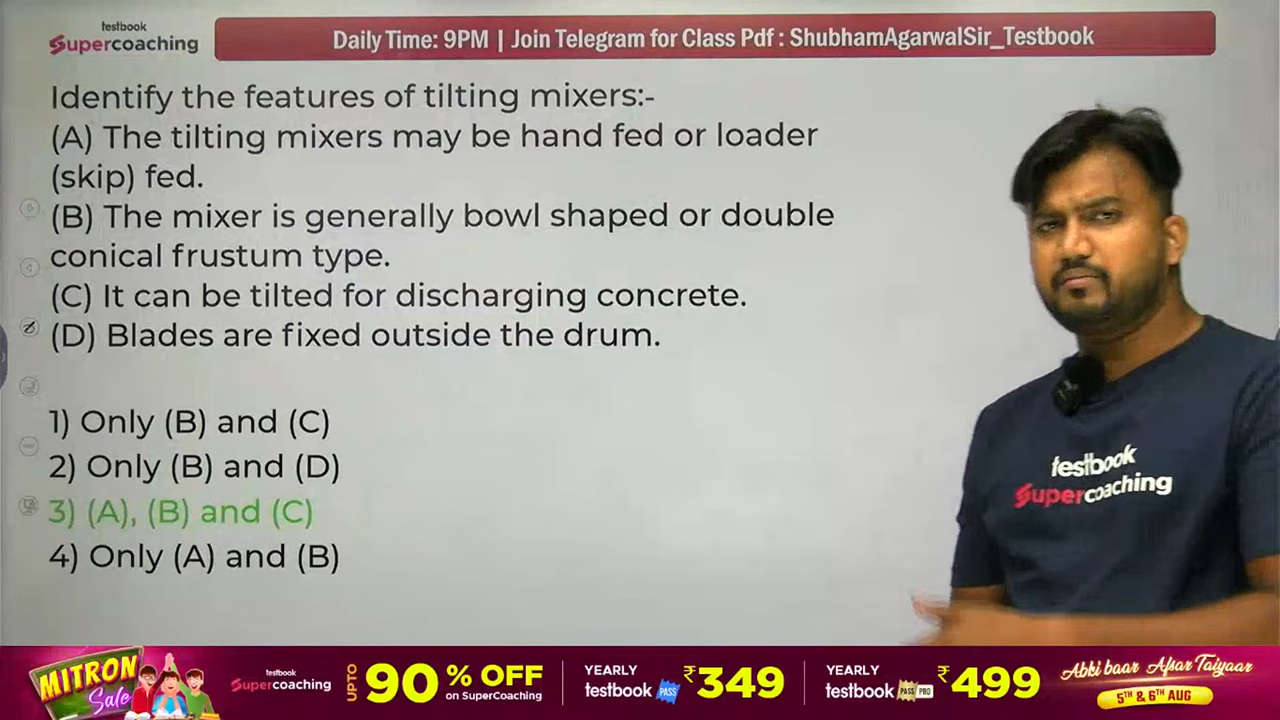 testbook
Supercoaching
Daily Time: 9PM | Join Telegram for Class Pdf : ShubhamAgarwalSir_Testbook
Identify the features of tilting mixers:-
(A) The tilting mixers may be hand fed or loader
(skip) fed.
(B) The mixer is generally bowl shaped or double
conical frustum type.
(C) It can be tilted for discharging concrete.
(D) Blades are fixed outside the drum.
1) Only (B) and (C)
2) Only (B) and (D)
3) (A), (B) and (C)
4) Only (A) and (B)
testbook
Supercoaching
MITRON
Sale
testbook
Supercoaching
UPTO 90 % OFF
on SuperCoaching
YEARLY
testbook PASS
₹349
YEARLY
testbook PASS PRO
₹499
Abki baar Afsar Taiyaar
5TH & 6TH AUG